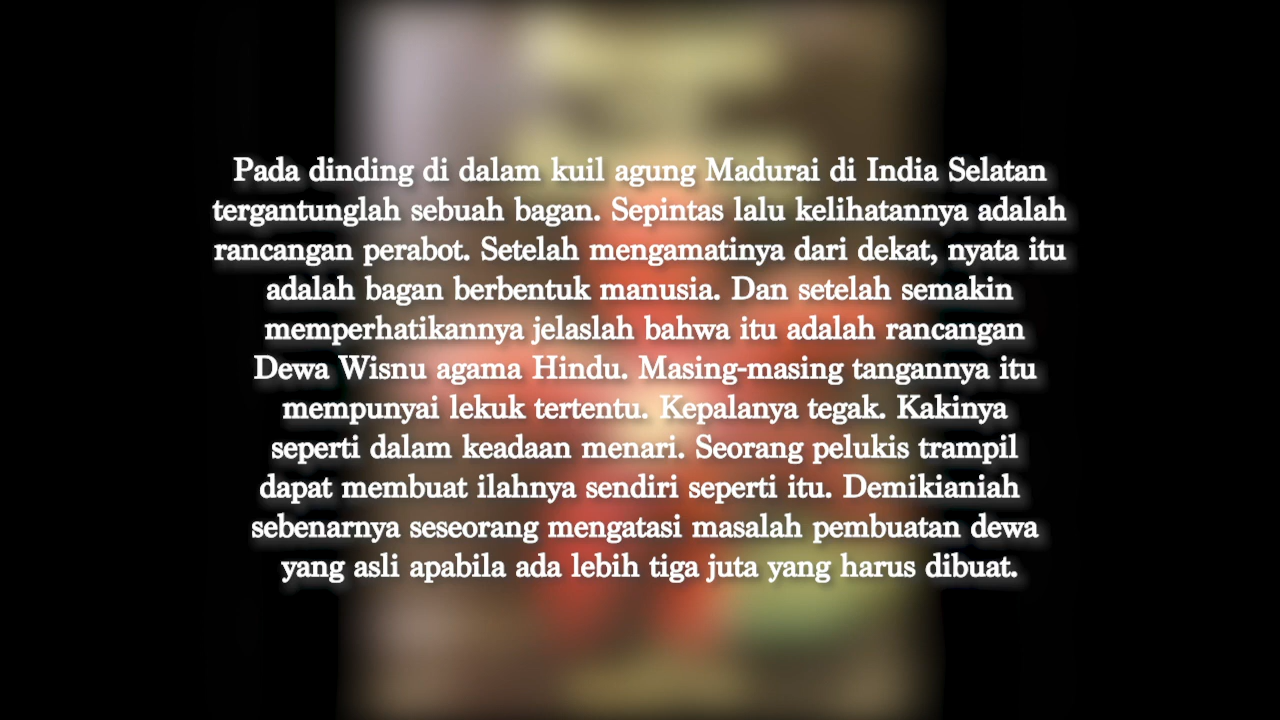 Pada dinding di dalam kuil agung Madurai di India Selatan
tergantunglah sebuah bagan. Sepintas lalu kelihatannya adalah
rancangan perabot. Setelah mengamatinya dari dekat, nyata itu
adalah bagan berbentuk manusia. Dan setelah semakin
memperhatikannya jelaslah bahwa itu adalah rancangan
Dewa Wisnu agama Hindu. Masing-masing tangannya itu
mempunyai lekuk tertentu. Kepalanya tegak. Kakinya
seperti dalam keadaan menari. Seorang pelukis trampil
dapat membuat ilahnya sendiri seperti itu. Demikianiah
sebenarnya seseorang mengatasi masalah pembuatan dewa
yang asli apabila ada lebih tiga juta yang harus dibuat.